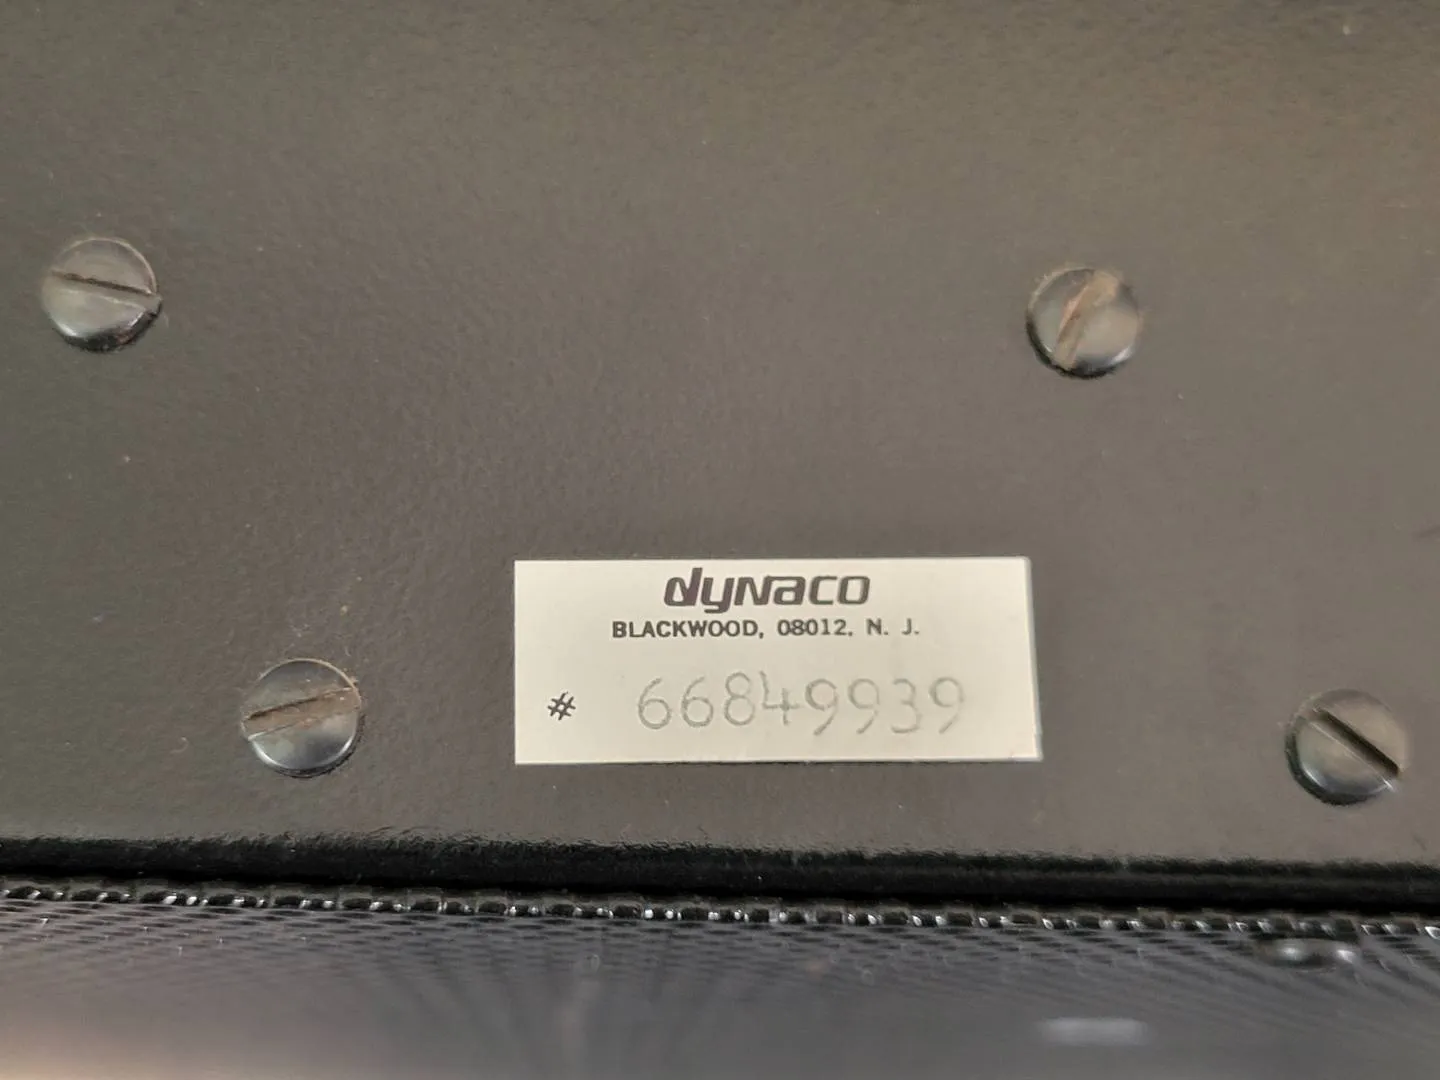 dynaco
BLACKWOOD, 08012, N. J.
# 66849939